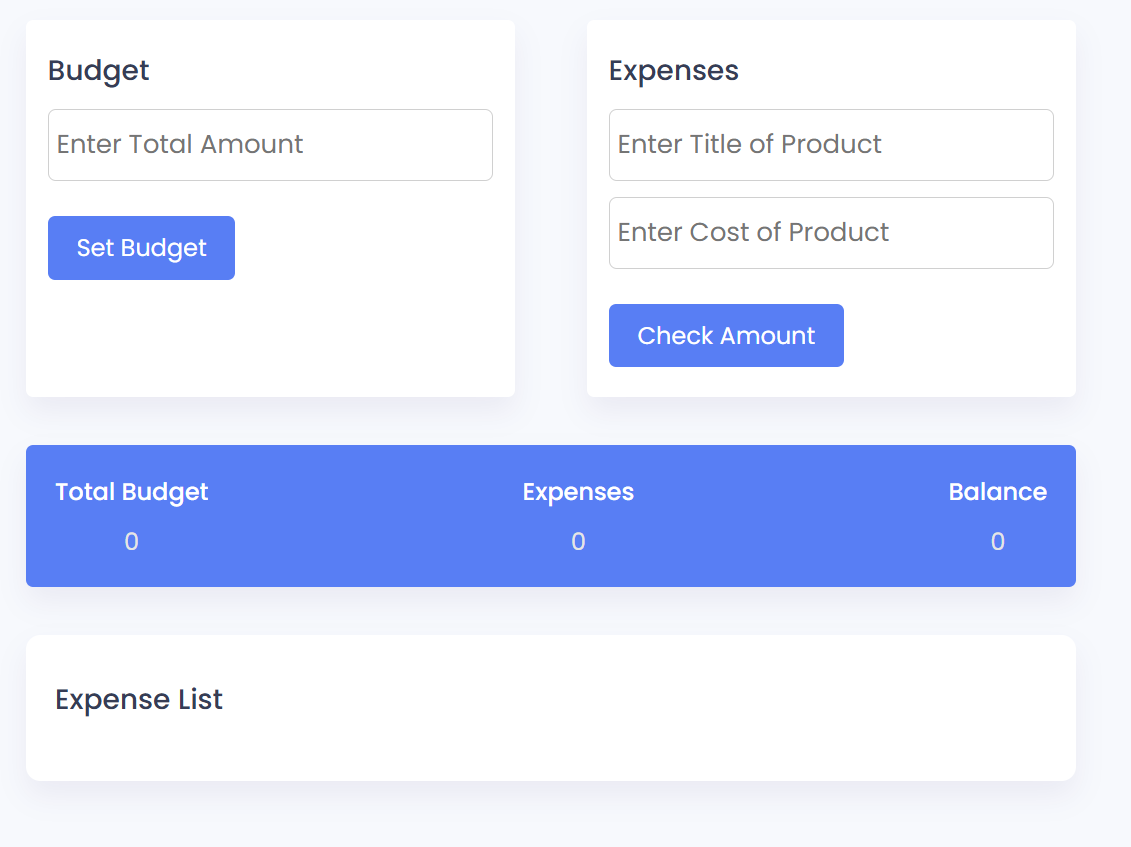 Budget
Enter Total Amount
Set Budget
Expenses
Enter Title of Product
Enter Cost of Product
Check Amount
Total Budget
0
Expenses
0
Balance
0
Expense List